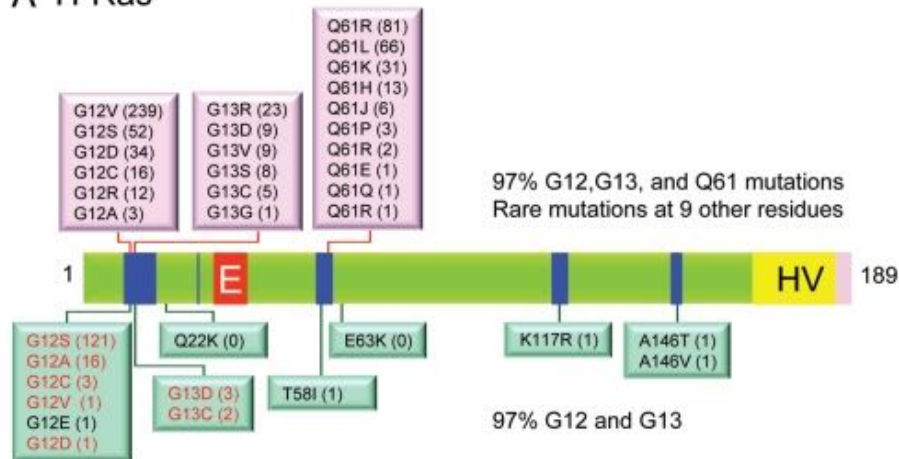 A H-Ras
G12V (239)
G12S (52)
G12D (34)
G12C (16)
G12R (12)
G12A (3)
G13R (23)
G13D (9)
G13V (9)
G13S (8)
G13C (5)
G13G (1)
Q61R (81)
Q61L (66)
Q61K (31)
Q61H (13)
Q61J (6)
Q61P (3)
Q61R (2)
Q61E (1)
Q61Q (1)
Q61R (1)
97% G12,G13, and Q61 mutations
Rare mutations at 9 other residues
1
E
HV
189
G12S (121)
G12A (16)
G12C (3)
G12V (1)
G12E (1)
G12D (1)
Q22K (0)
G13D (3)
G13C (2)
T58I (1)
E63K (0)
K117R (1)
A146T (1)
A146V (1)
97% G12 and G13